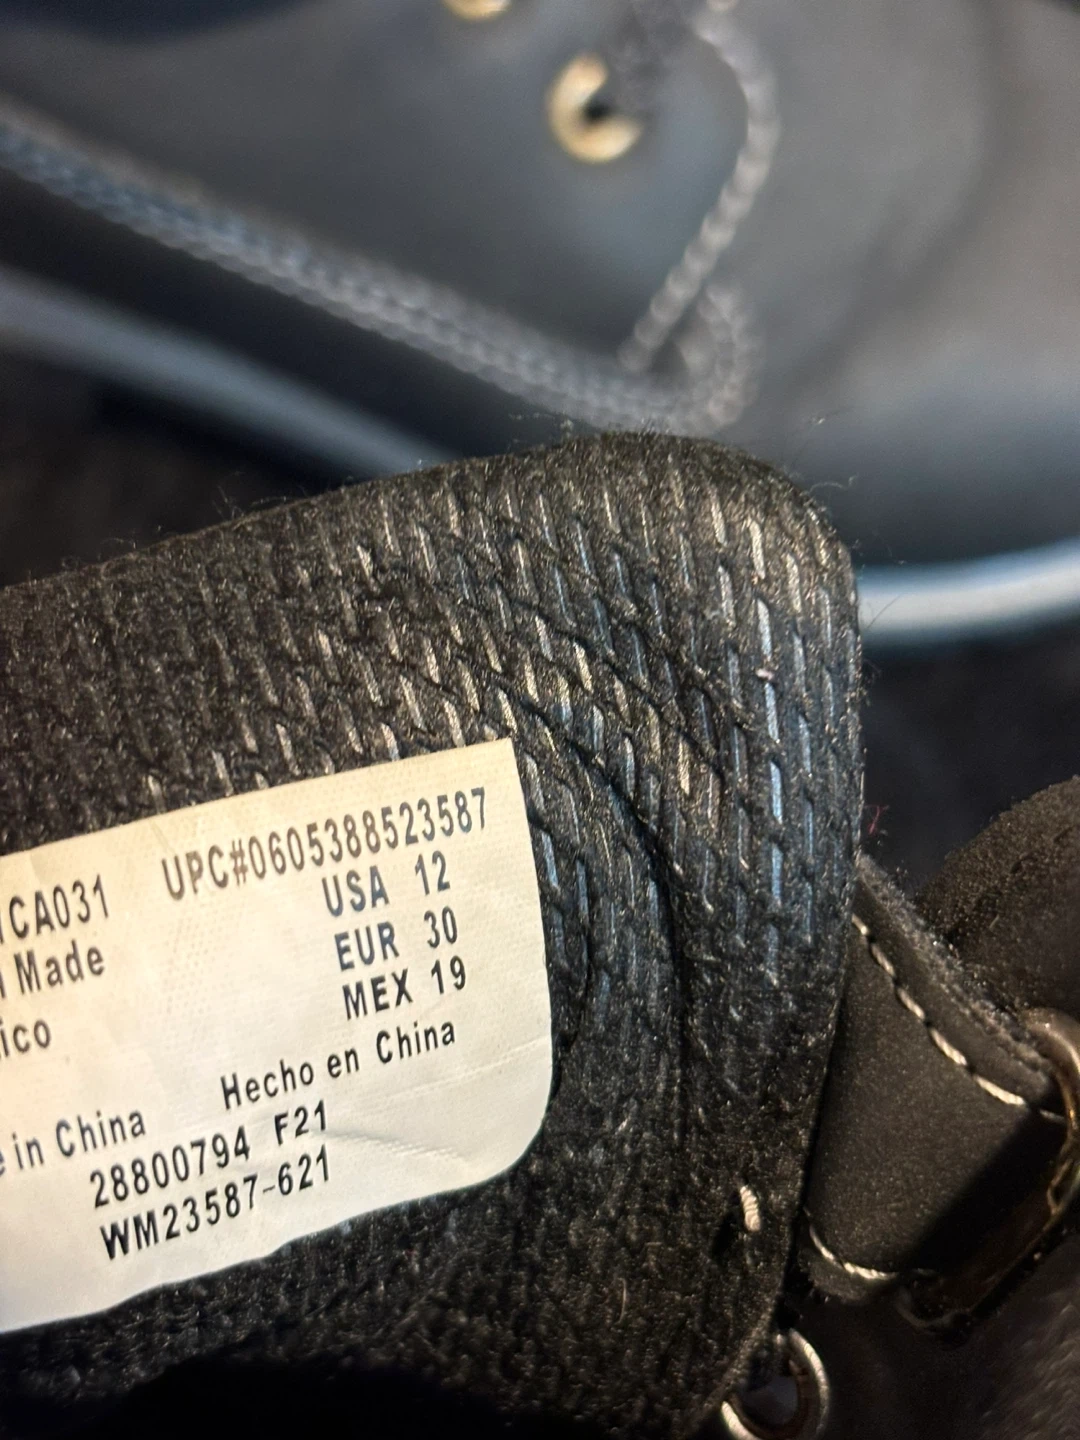 UPC#0605388523587
CA031 USA 12
Made EUR 30
MEX 19
Hecho en China
in China
28800794 F21
WM23587-621